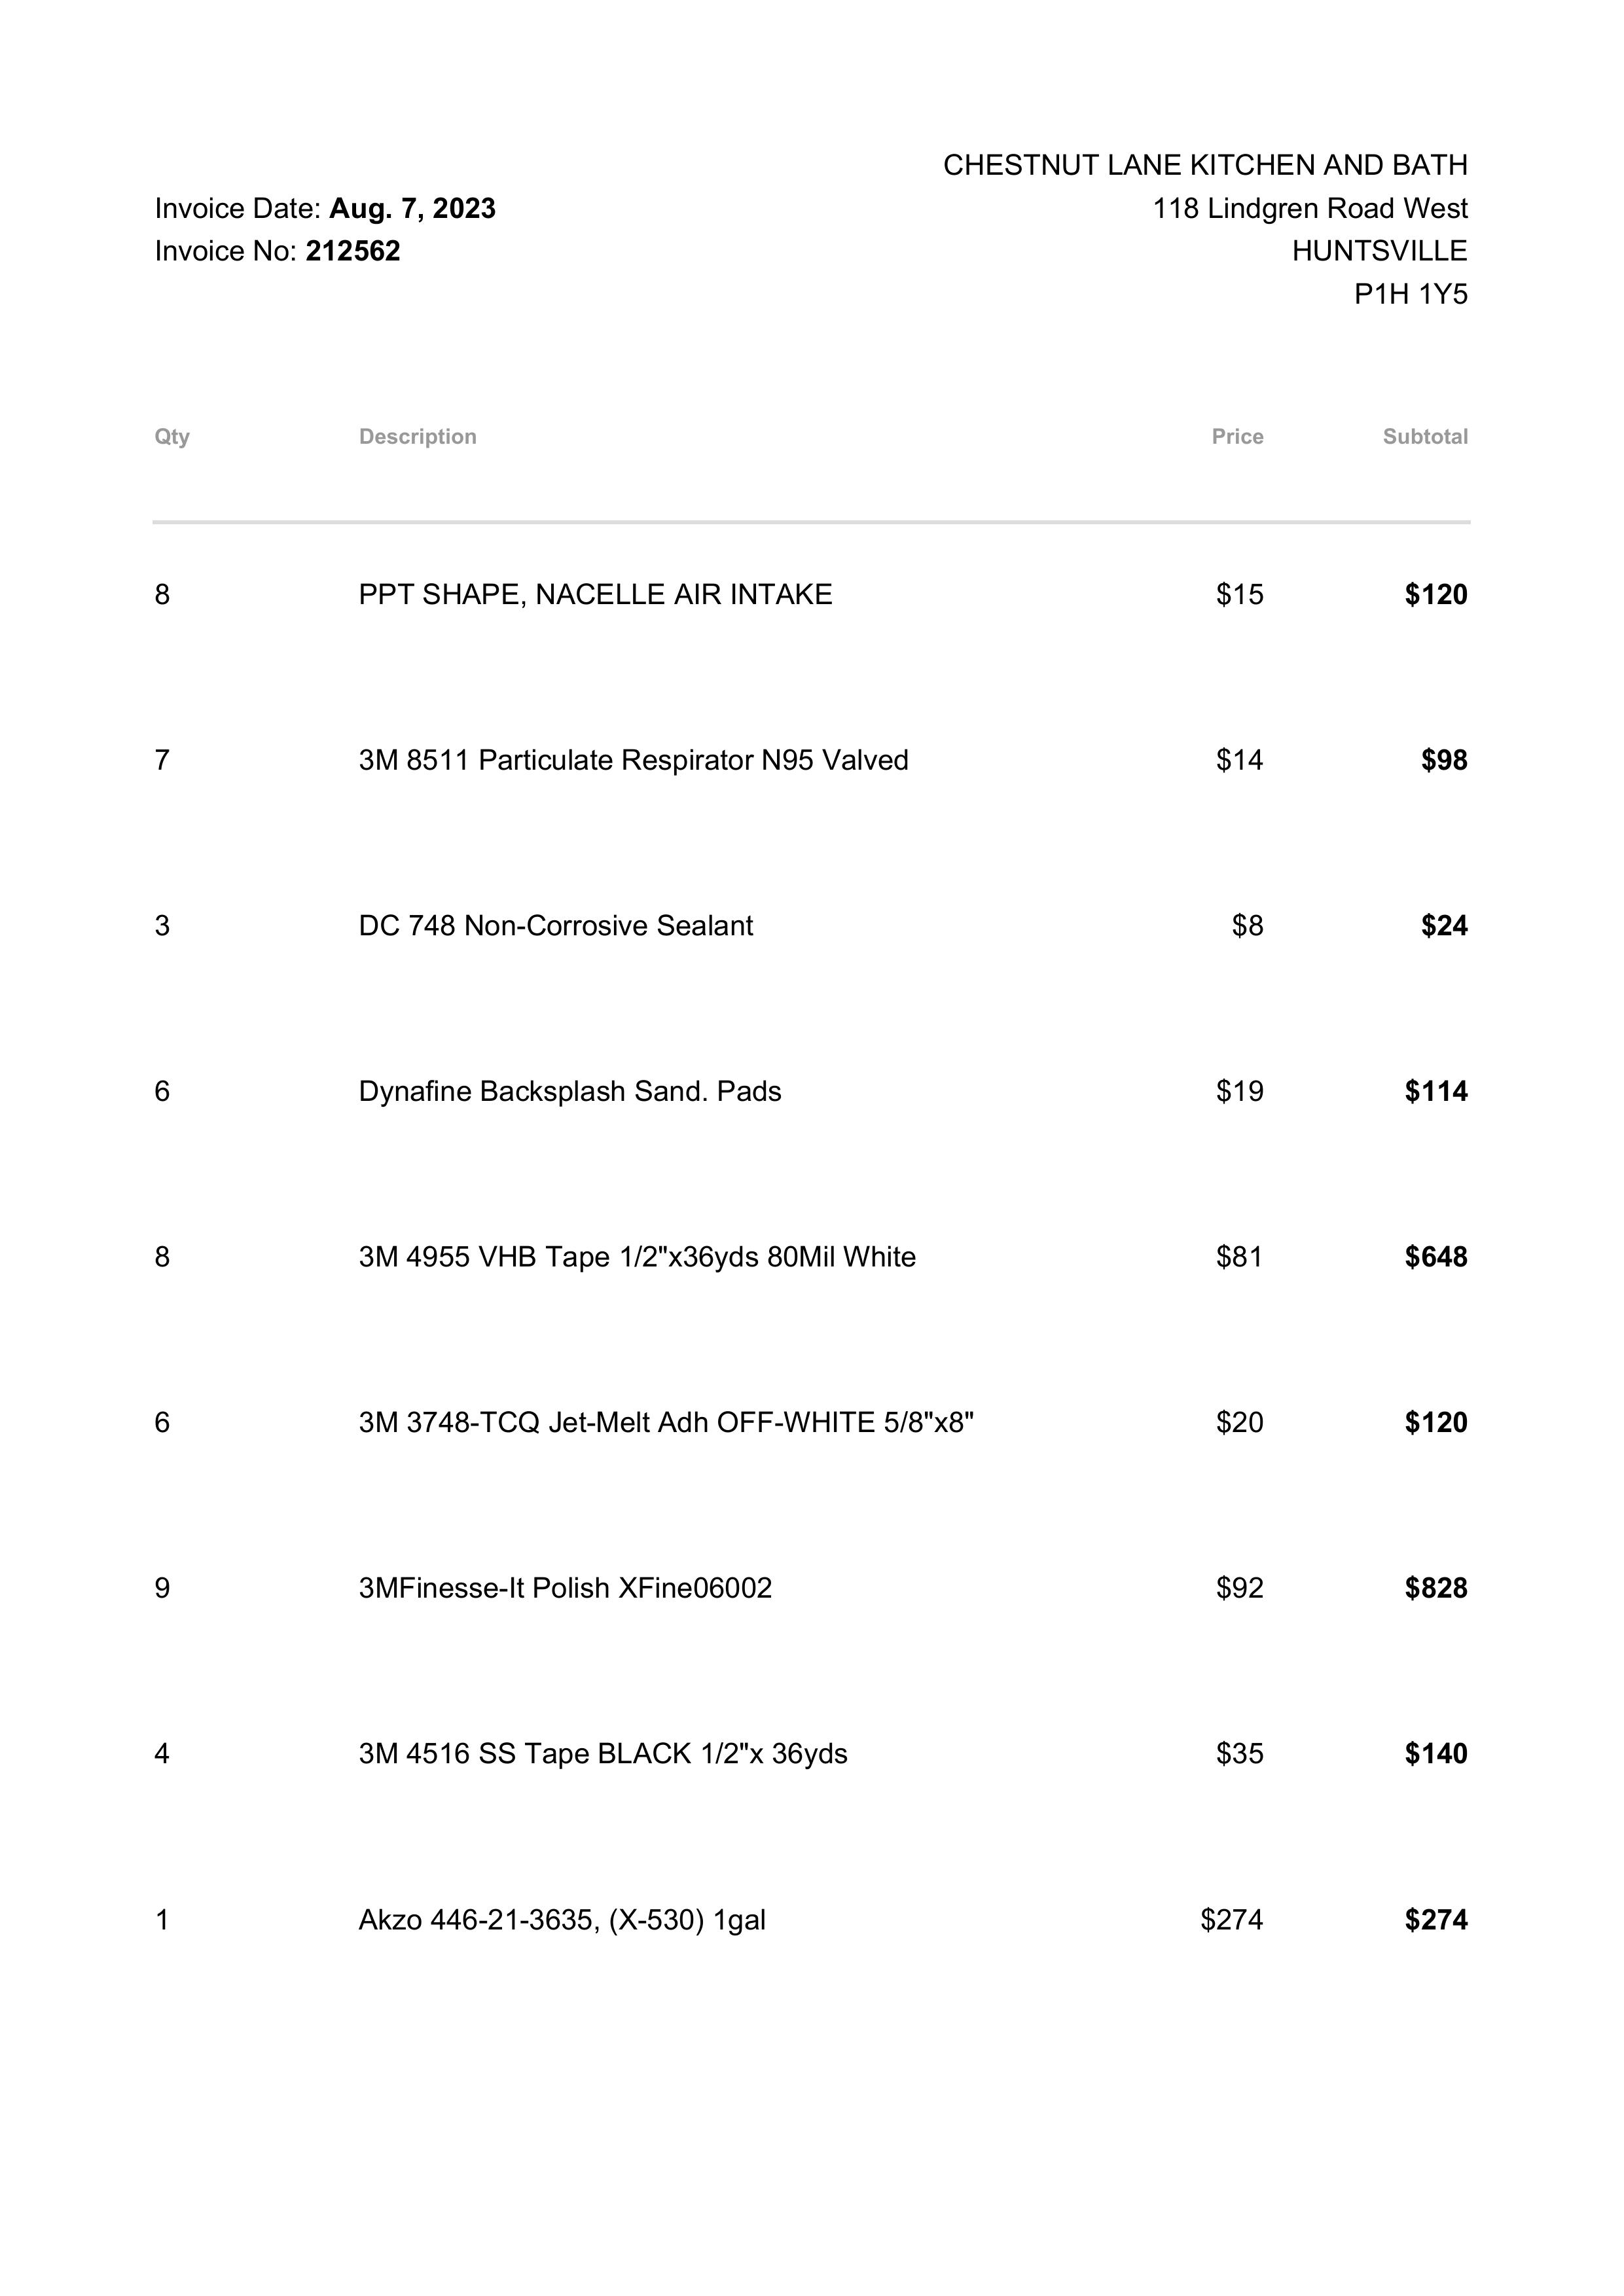 CHESTNUT LANE KITCHEN AND BATH
Invoice Date: Aug. 7, 2023 118 Lindgren Road West
Invoice No: 212562 HUNTSVILLE
P1H 1Y5
Qty Description Price Subtotal
8 PPT SHAPE, NACELLE AIR INTAKE $15 $120
7 3M 8511 Particulate Respirator N95 Valved $14 $98
3 DC 748 Non-Corrosive Sealant $8 $24
6 Dynafine Backsplash Sand. Pads $19 $114
8 3M 4955 VHB Tape 1/2"x36yds 80Mil White $81 $648
6 3M 3748-TCQ Jet-Melt Adh OFF-WHITE 5/8"x8" $20 $120
9 3MFinesse-It Polish XFine06002 $92 $828
4 3M 4516 SS Tape BLACK 1/2"x 36yds $35 $140
1 Akzo 446-21-3635, (X-530) 1gal $274 $274